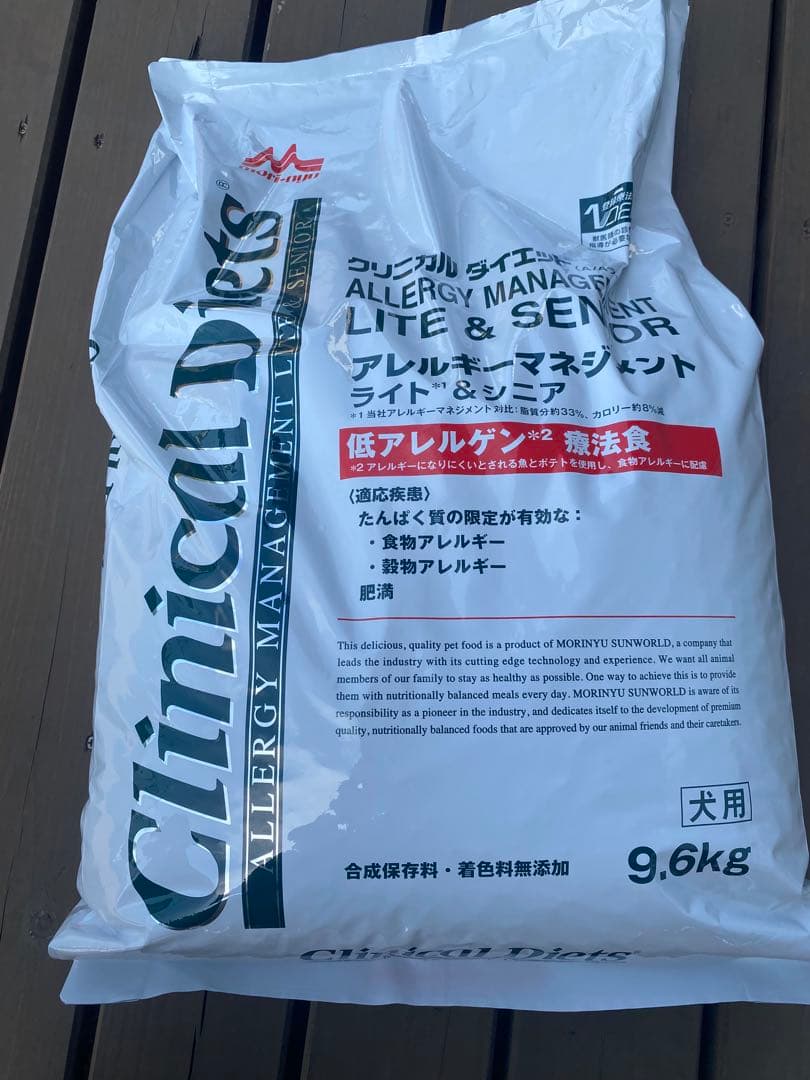 mori-nyu
Clinical Diets®
ALLERGY MANAGEMENT LITE & SENIOR
クリニカル ダイエット
ALLERGY MANAGEMENT
LITE & SENIOR
アレルギーマネジメント
ライト*1&シニア
*1 当社アレルギーマネジメント対比:脂質分約33%、カロリー約8%減
低アレルゲン*2 療法食
*2 アレルギーになりにくいとされる魚とポテトを使用し、食物アレルギーに配慮
〈適応疾患〉
たんぱく質の限定が有効な:
・食物アレルギー
・穀物アレルギー
肥満
This delicious, quality pet food is a product of MORINYU SUNWORLD, a company that
leads the industry with its cutting edge technology and experience. We want all animal
members of our family to stay as healthy as possible. One way to achieve this is to provide
them with nutritionally balanced meals every day. MORINYU SUNWORLD is aware of its
responsibility as a pioneer in the industry, and dedicates itself to the development of premium
quality, nutritionally balanced foods that are approved by our animal friends and their caretakers.
犬用
合成保存料・着色料無添加
9.6kg
Clinical Diets®